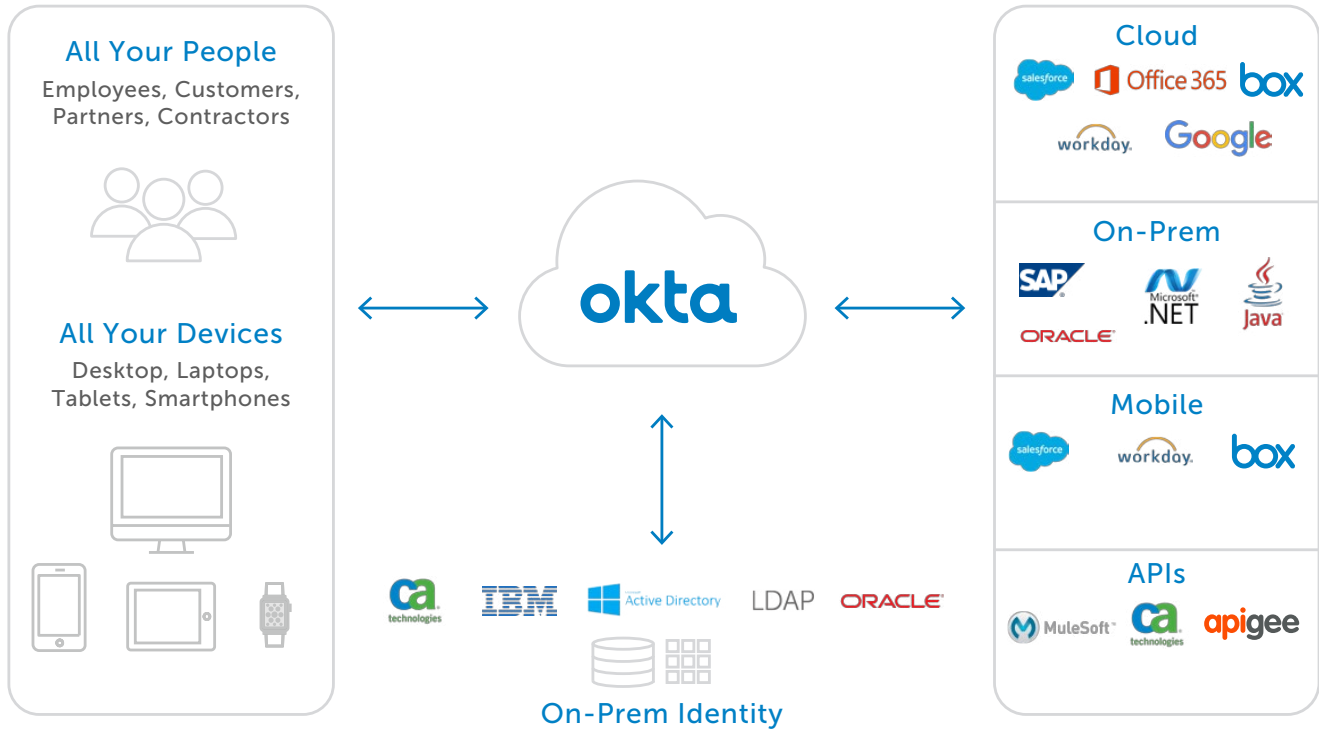 All Your People
Employees, Customers,
Partners, Contractors
All Your Devices
Desktop, Laptops,
Tablets, Smartphones
okta
ca
technologies
IBM
Microsoft
Active Directory
LDAP
ORACLE
On-Prem Identity
Cloud
salesforce
Office 365
box
workday.
Google
On-Prem
SAP
Microsoft
.NET
Java
ORACLE
Mobile
salesforce
workday.
box
APIs
MuleSoft™
ca
technologies
apigee